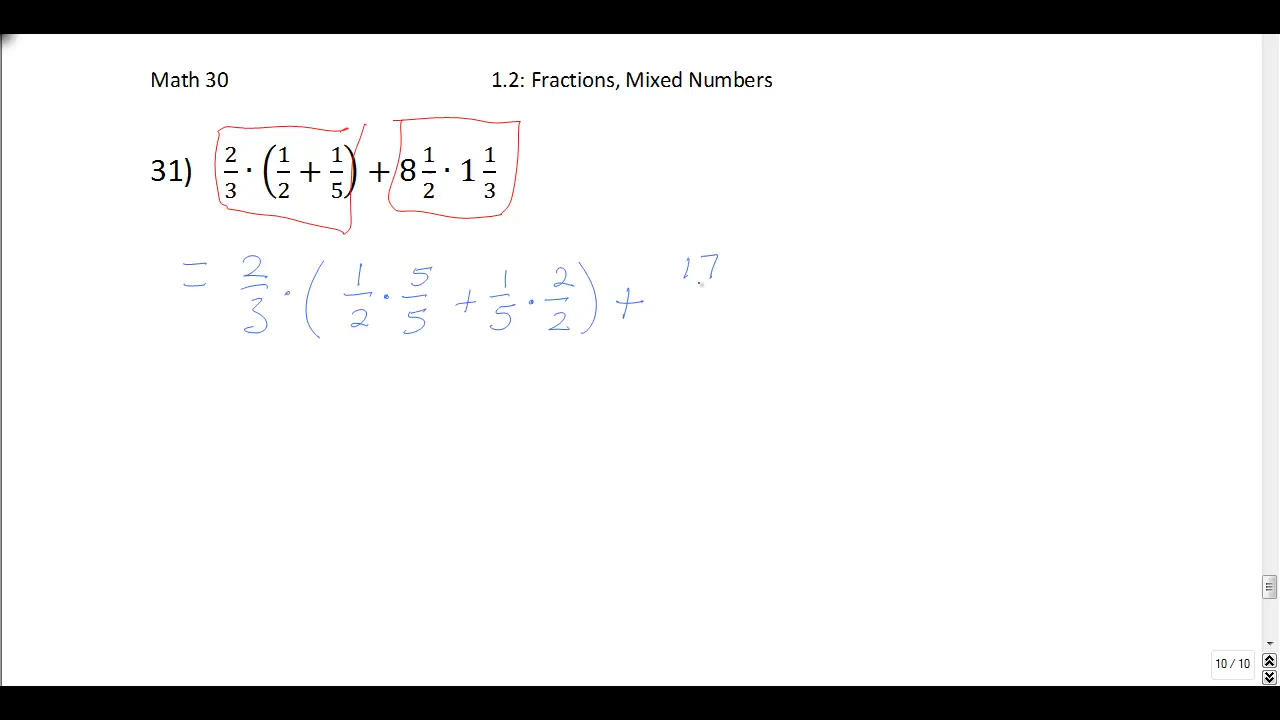 Math 30 1.2: Fractions, Mixed Numbers
31) 2/3 · (1/2 + 1/5) + 8 1/2 · 1 1/3
= 2/3 · (1/2 · 5/5 + 1/5 · 2/2) + 17
10 / 10